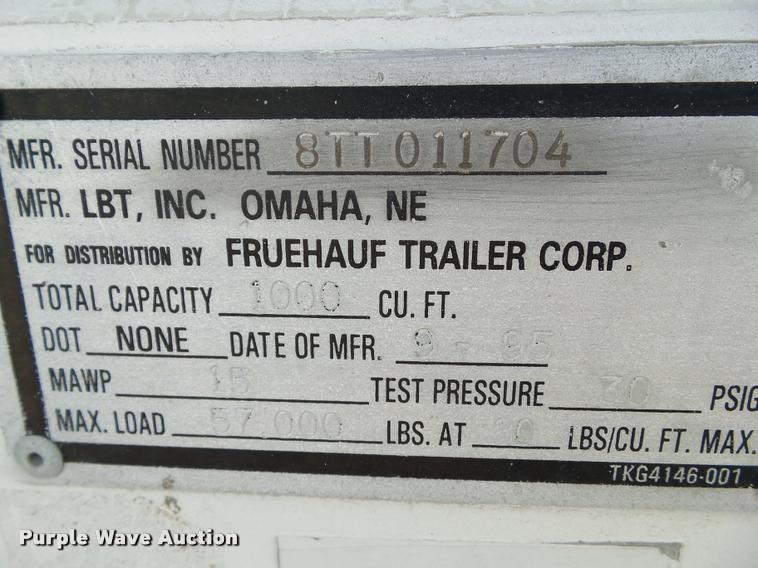 MFR. SERIAL NUMBER 8TT011704
MFR. LBT, INC. OMAHA, NE
FOR DISTRIBUTION BY FRUEHAUF TRAILER CORP.
TOTAL CAPACITY 1000 CU. FT.
DOT NONE DATE OF MFR. 9-95
MAWP 15 TEST PRESSURE 30 PSIG
MAX. LOAD 57,000 LBS. AT LBS/CU. FT. MAX.
TKG4146-001
Purple Wave Auction